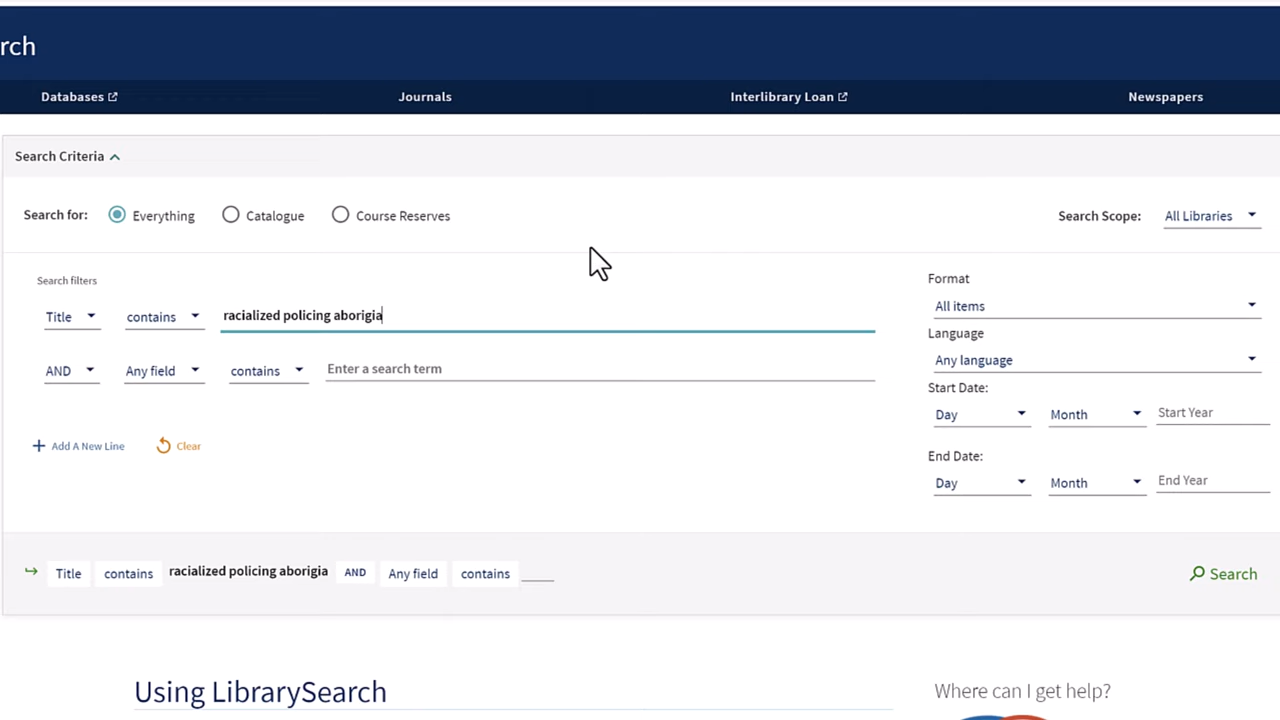 rch
Databases
Journals
Interlibrary Loan
Newspapers
Search Criteria
Search for:
Everything
Catalogue
Course Reserves
Search Scope:
All Libraries
Search filters
Title
contains
racialized policing aborigia
AND
Any field
contains
Enter a search term
Add A New Line
Clear
Format
All items
Language
Any language
Start Date:
Day
Month
Start Year
End Date:
Day
Month
End Year
Title
contains
racialized policing aborigia
AND
Any field
contains
Search
Using LibrarySearch
Where can I get help?